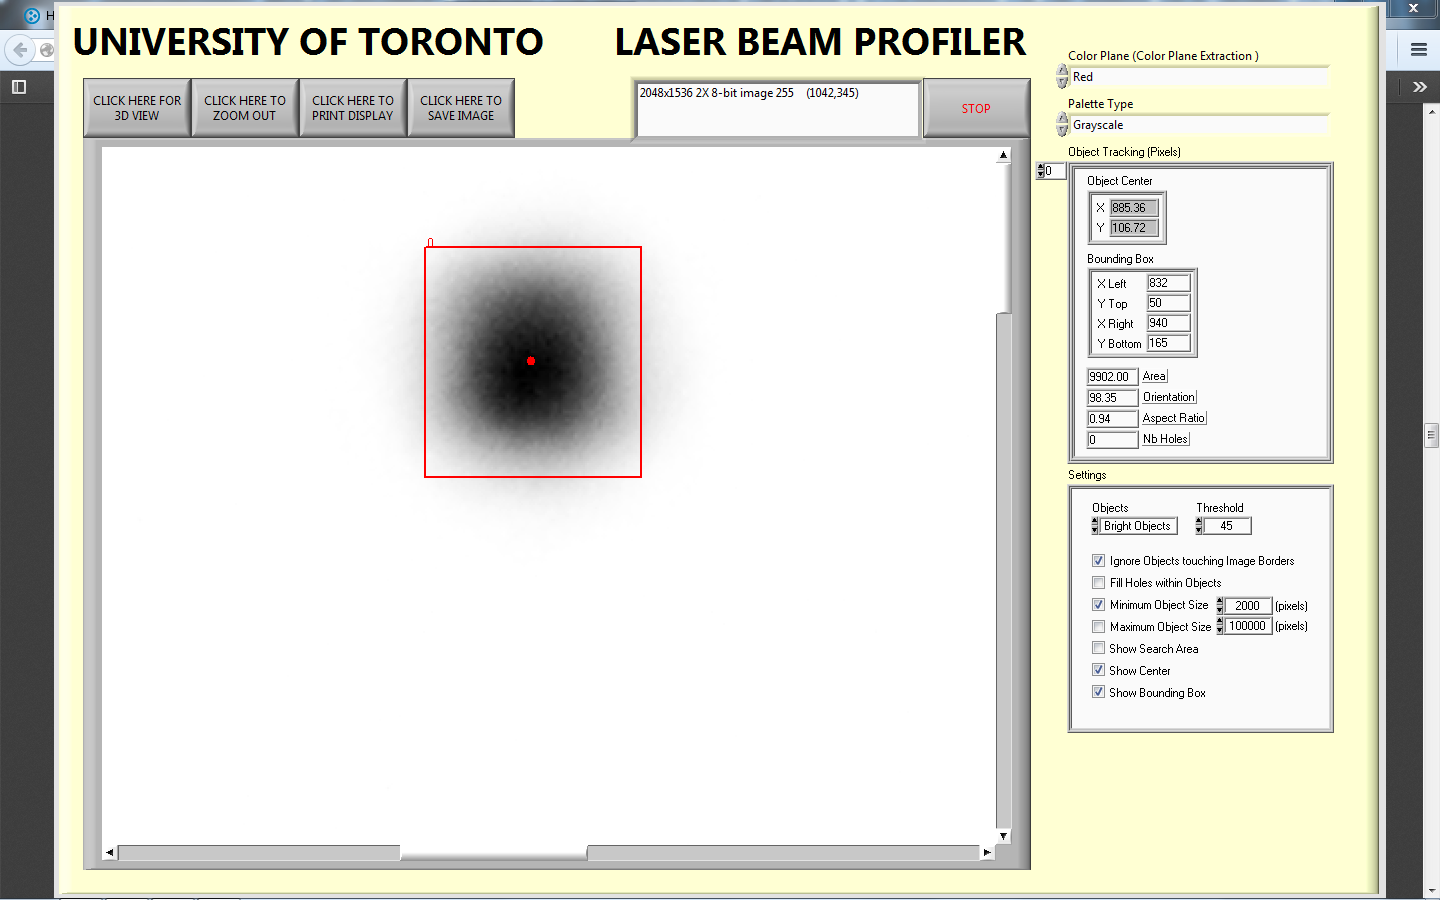 H
UNIVERSITY OF TORONTO LASER BEAM PROFILER
CLICK HERE FOR
3D VIEW
CLICK HERE TO
ZOOM OUT
CLICK HERE TO
PRINT DISPLAY
CLICK HERE TO
SAVE IMAGE
2048x1536 2X 8-bit image 255 (1042,345)
STOP
Color Plane (Color Plane Extraction )
Red
Palette Type
Grayscale
Object Tracking (Pixels)
0
Object Center
X 885.36
Y 106.72
Bounding Box
X Left 832
Y Top 50
X Right 940
Y Bottom 165
9902.00 Area
98.35 Orientation
0.94 Aspect Ratio
0 Nb Holes
0
Settings
Objects Threshold
Bright Objects 45
Ignore Objects touching Image Borders
Fill Holes within Objects
Minimum Object Size 2000 (pixels)
Maximum Object Size 100000 (pixels)
Show Search Area
Show Center
Show Bounding Box